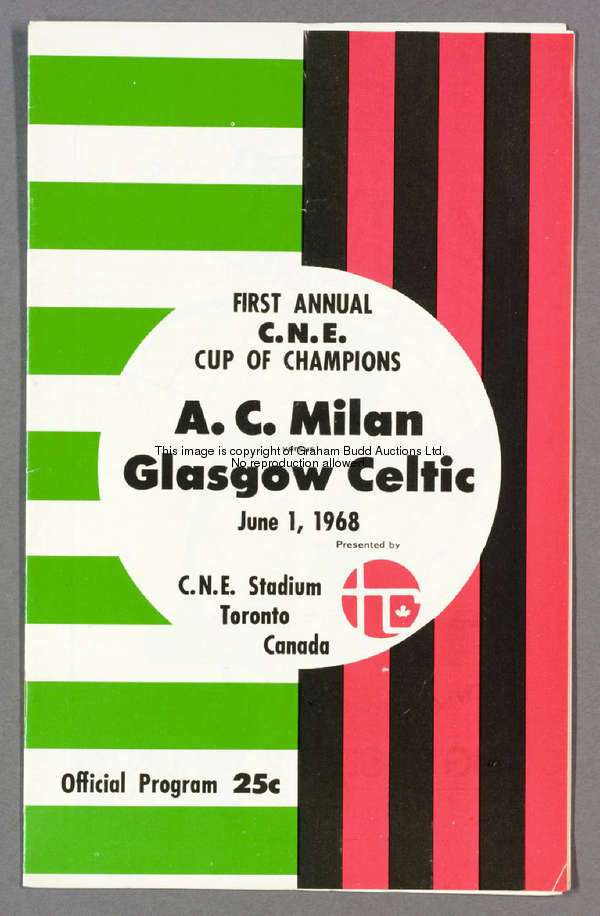 FIRST ANNUAL
C.N.E.
CUP OF CHAMPIONS
A. C. Milan
This image is copyright of Graham Budd Auctions Ltd.
No reproduction allowed.
Glasgow Celtic
June 1, 1968
Presented by
C.N.E. Stadium
Toronto
Canada
Official Program 25c